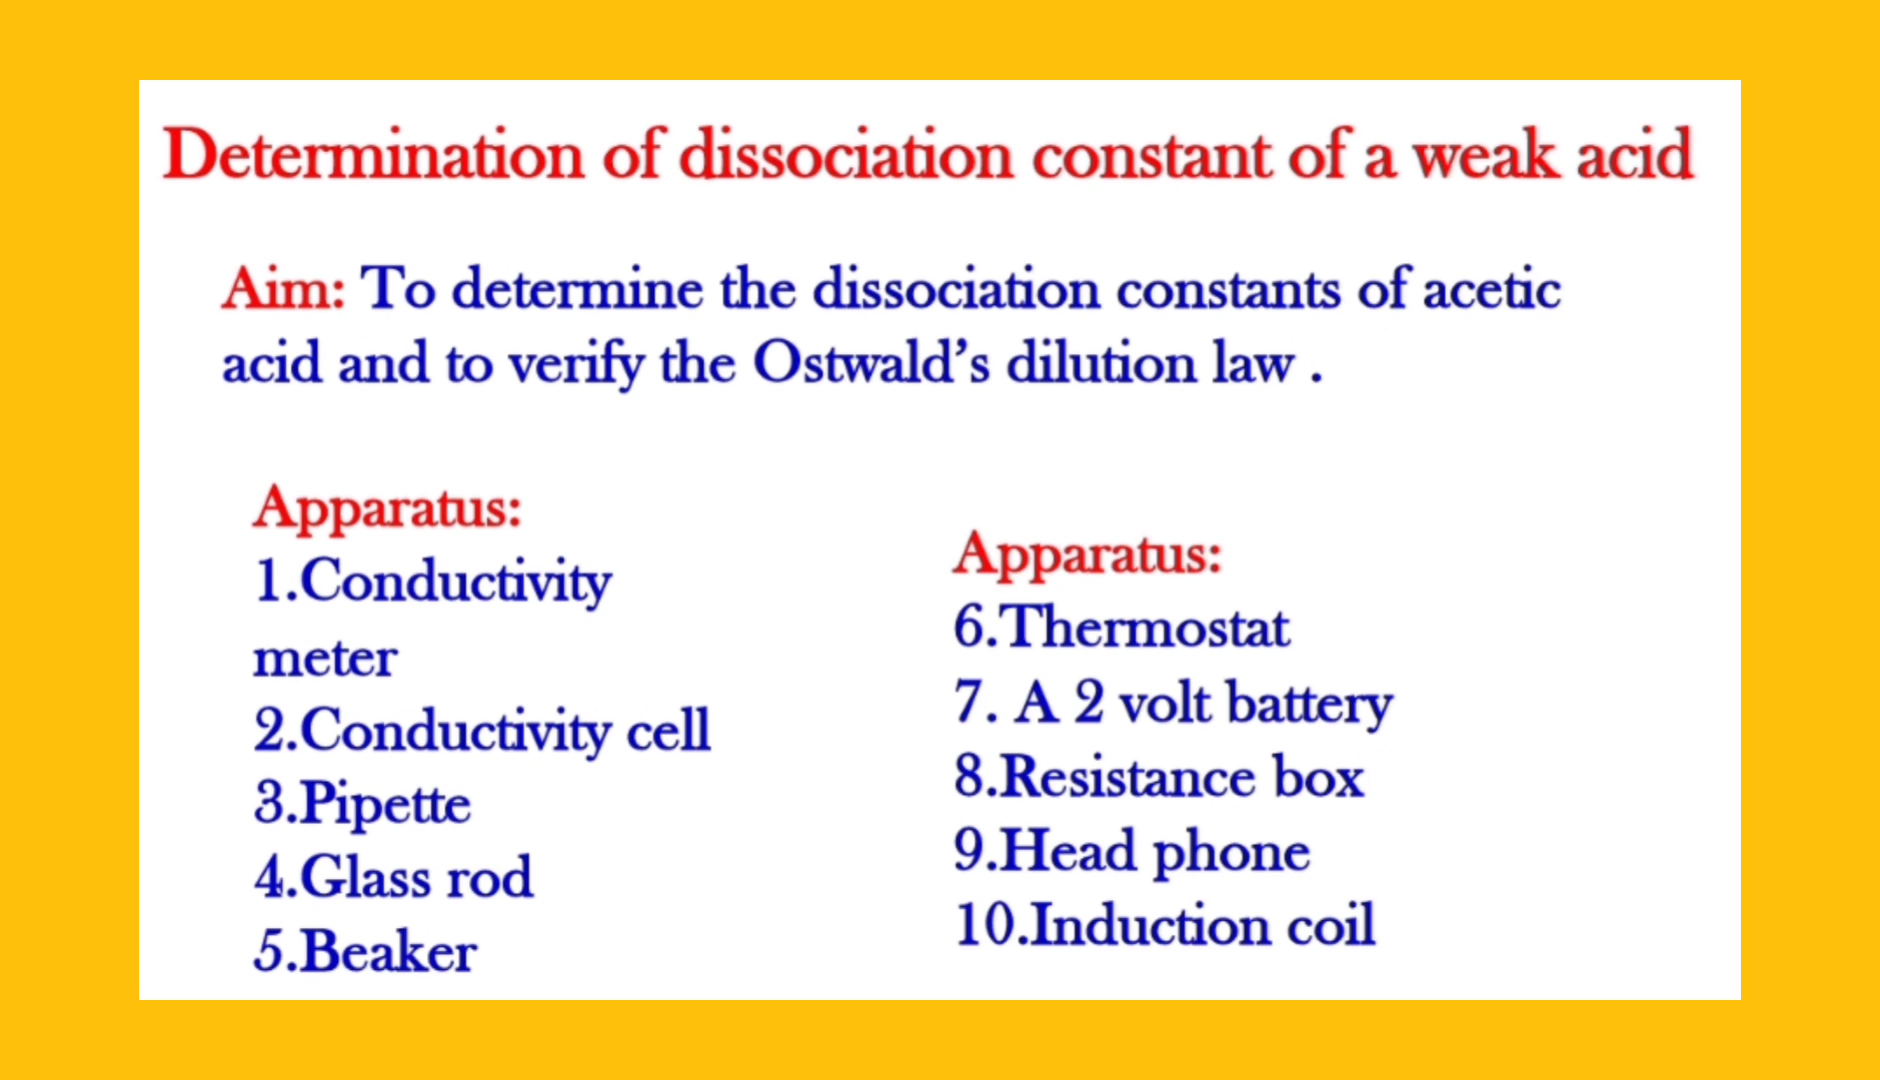 Determination of dissociation constant of a weak acid
Aim: To determine the dissociation constants of acetic
acid and to verify the Ostwald’s dilution law .
Apparatus:
1.Conductivity
meter
2.Conductivity cell
3.Pipette
4.Glass rod
5.Beaker
Apparatus:
6.Thermostat
7. A 2 volt battery
8.Resistance box
9.Head phone
10.Induction coil